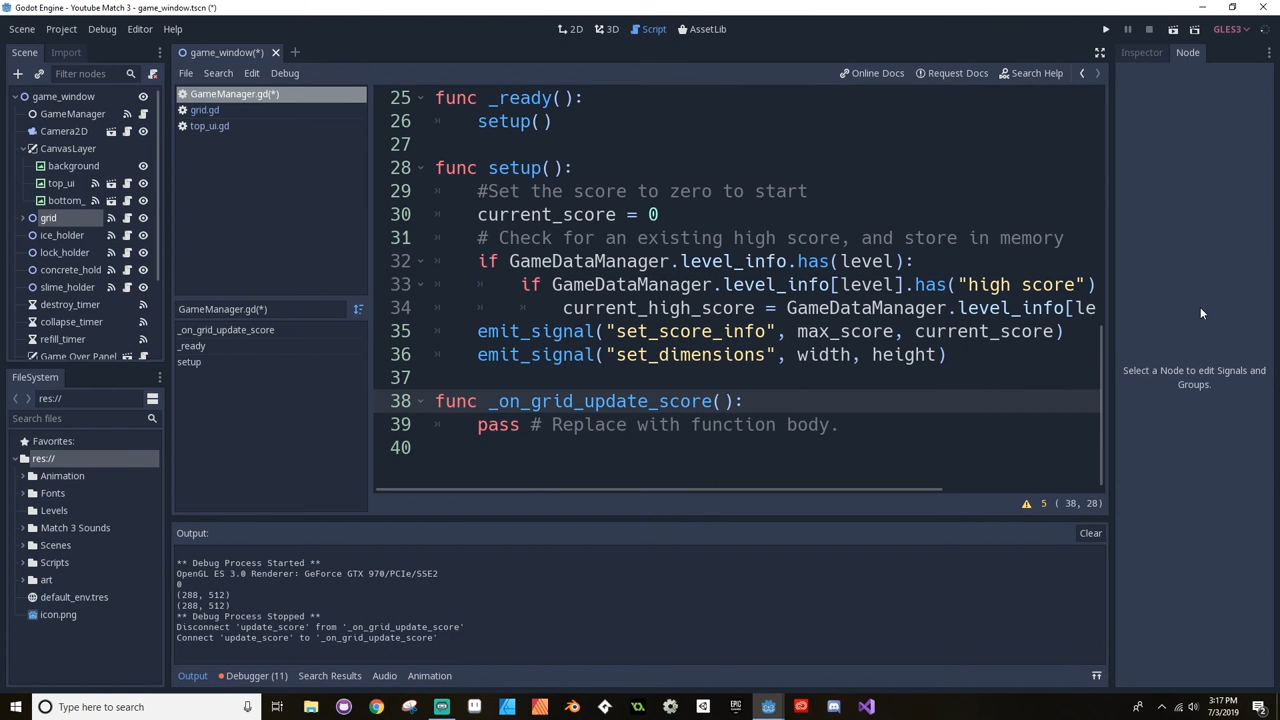 Godot Engine - Youtube Match 3 - game_window.tscn (*)
Scene Project Debug Editor Help
2D 3D Script AssetLib
GLES3
Scene Import
game_window(*)
Inspector Node
Filter nodes
File Search Edit Debug
Online Docs Request Docs Search Help
game_window
GameManager
Camera2D
CanvasLayer
background
top_ui
bottom_
grid
ice_holder
lock_holder
concrete_hold
slime_holder
destroy_timer
collapse_timer
refill_timer
Game Over Panel
GameManager.gd(*)
grid.gd
top_ui.gd
GameManager.gd(*)
_on_grid_update_score
_ready
setup
25 func _ready():
26 setup()
27
28 func setup():
29 #Set the score to zero to start
30 current_score = 0
31 # Check for an existing high score, and store in memory
32 if GameDataManager.level_info.has(level):
33 if GameDataManager.level_info[level].has("high score")
34 current_high_score = GameDataManager.level_info[le
35 emit_signal("set_score_info", max_score, current_score)
36 emit_signal("set_dimensions", width, height)
37
38 func _on_grid_update_score():
39 pass # Replace with function body.
40
5 ( 38, 28)
Select a Node to edit Signals and
Groups.
FileSystem
res://
Search files
Favorites:
res://
Animation
Fonts
Levels
Match 3 Sounds
Scenes
Scripts
art
default_env.tres
icon.png
Output:
Clear
** Debug Process Started **
OpenGL ES 3.0 Renderer: GeForce GTX 970/PCIe/SSE2
0
(288, 512)
(288, 512)
** Debug Process Stopped **
Disconnect 'update_score' from '_on_grid_update_score'
Connect 'update_score' to '_on_grid_update_score'
Output Debugger (11) Search Results Audio Animation
Type here to search
3:17 PM
7/3/2019